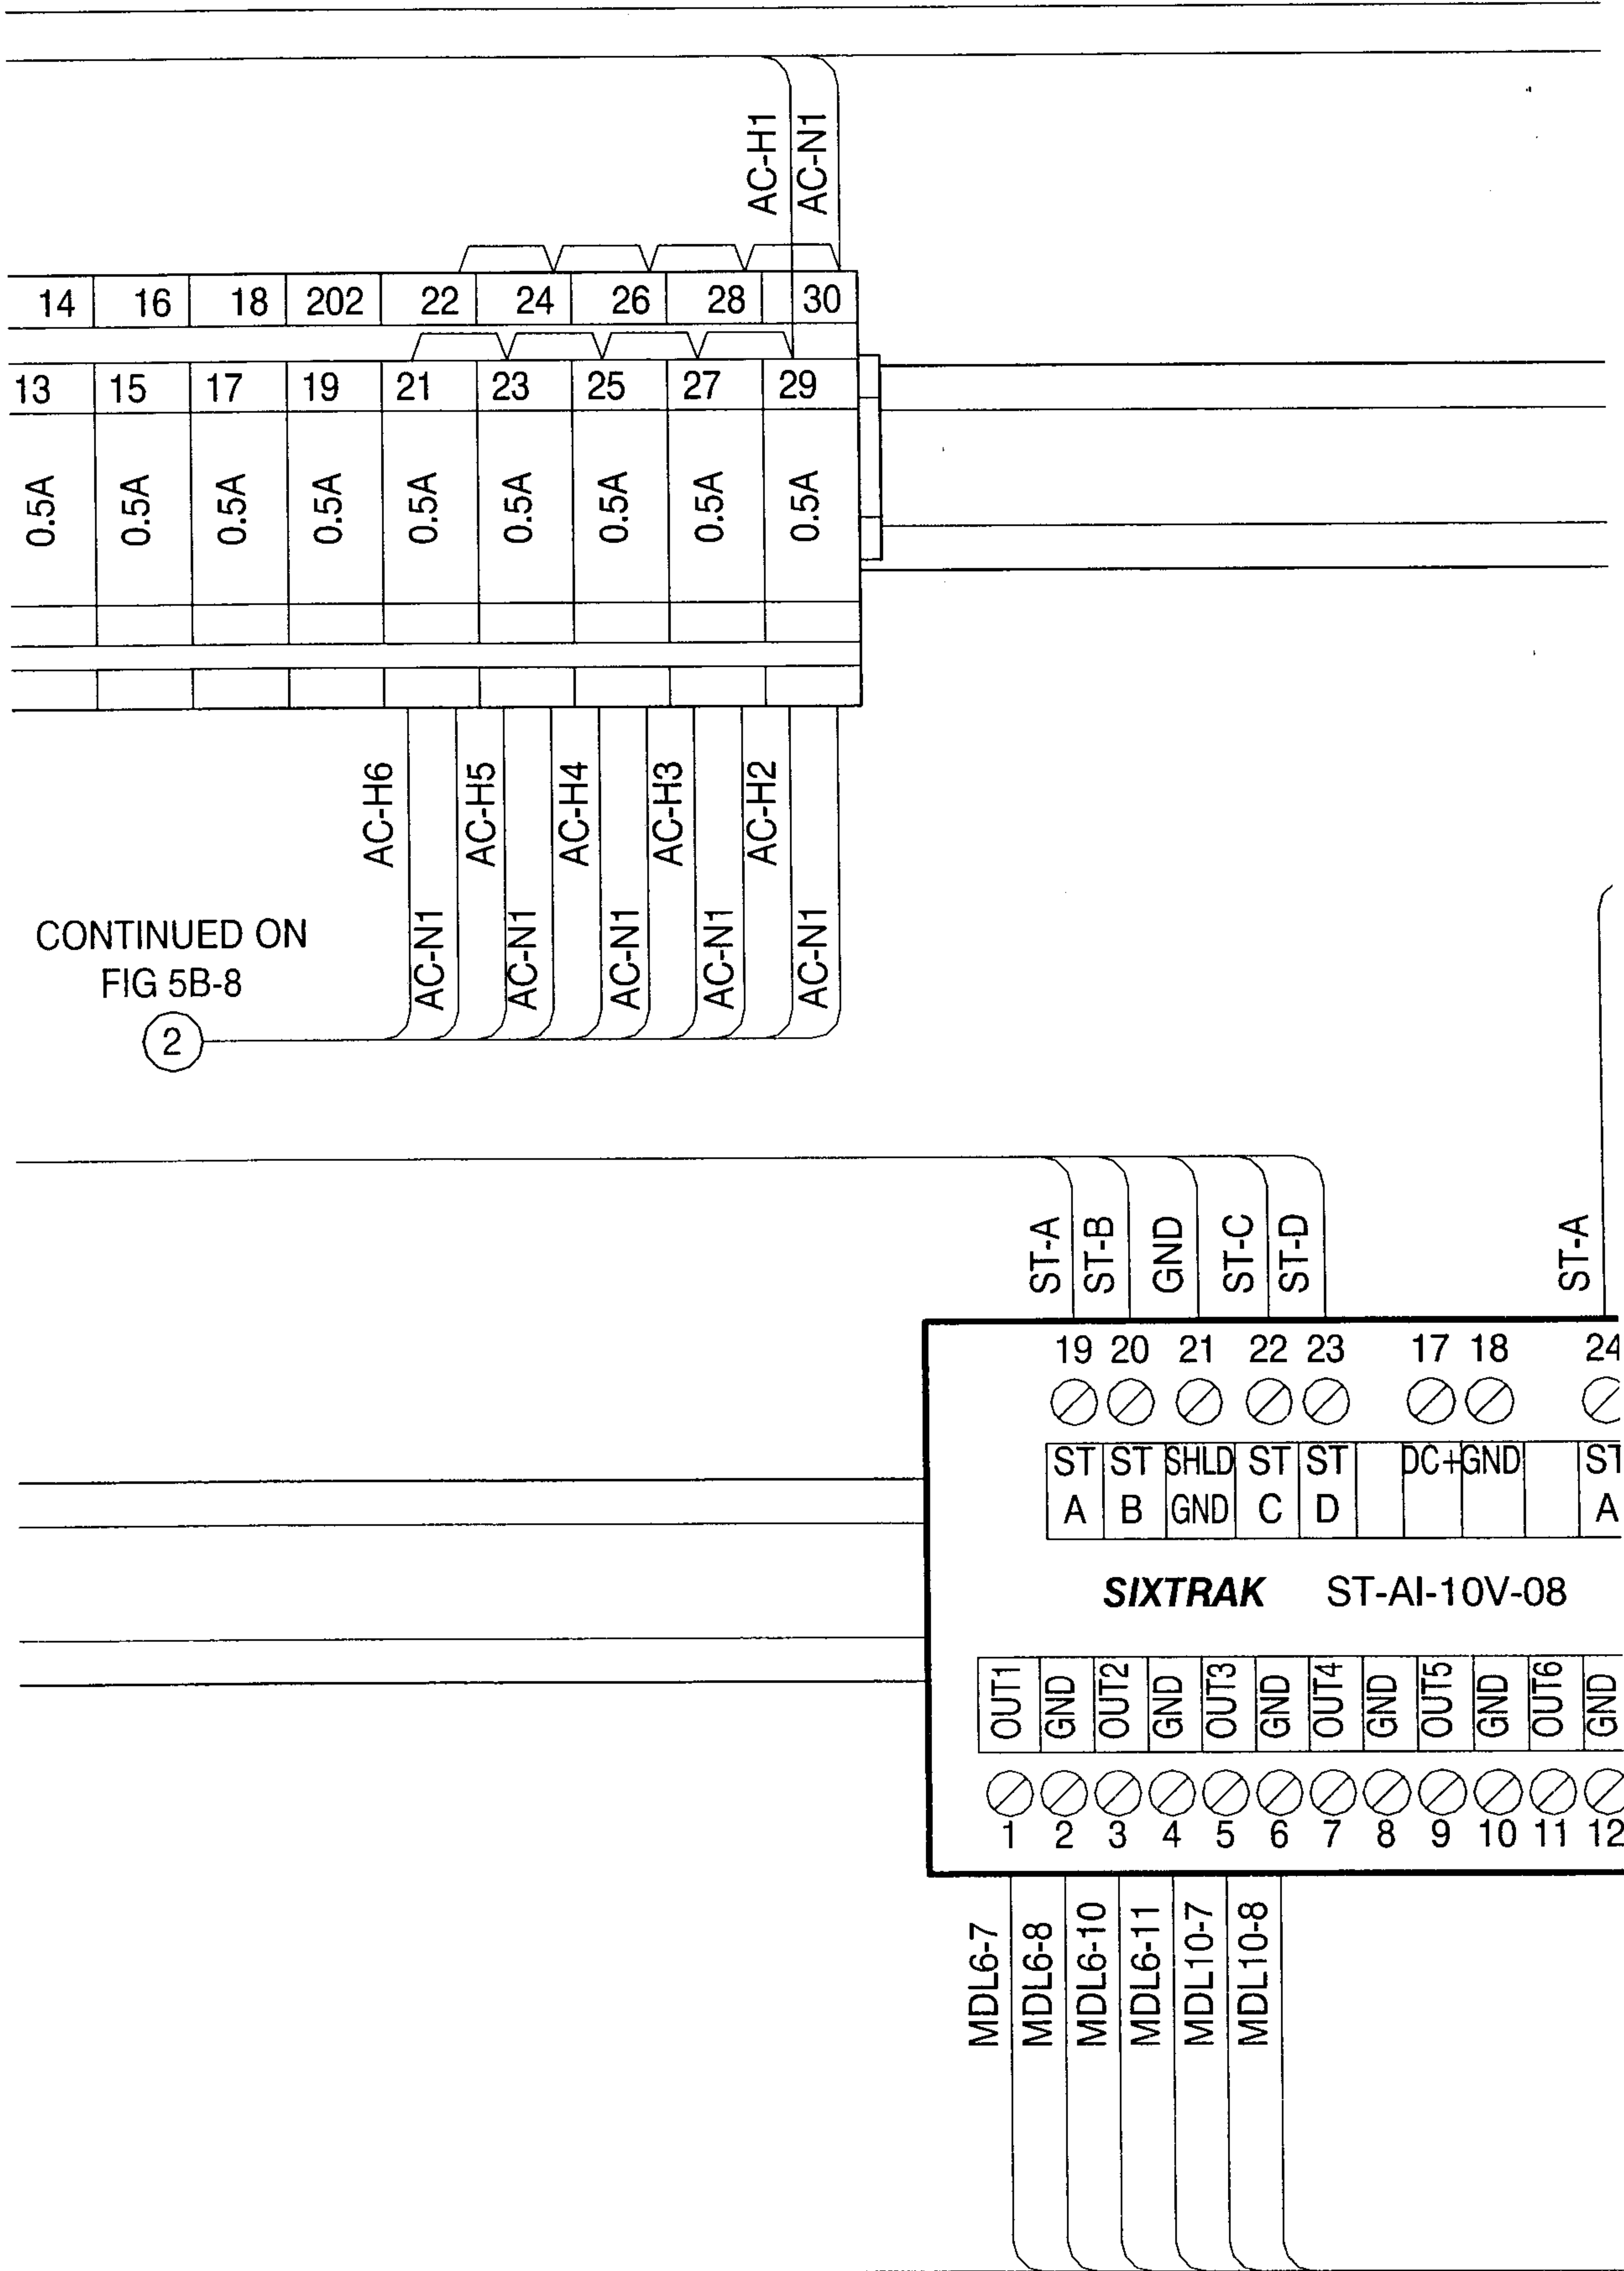 AC-H1
AC-N1
14 16 18 202 22 24 26 28 30
13 15 17 19 21 23 25 27 29
0.5A 0.5A 0.5A 0.5A 0.5A 0.5A 0.5A 0.5A 0.5A
AC-H6 AC-H5 AC-H4 AC-H3 AC-H2
AC-N1 AC-N1 AC-N1 AC-N1 AC-N1
CONTINUED ON
FIG 5B-8
2
ST-A ST-B GND ST-C ST-D ST-A
19 20 21 22 23 17 18 24
ST ST SHLD ST ST DC+ GND ST
A B GND C D A
SIXTRAK ST-AI-10V-08
OUT1 GND OUT2 GND OUT3 GND OUT4 GND OUT5 GND OUT6 GND
1 2 3 4 5 6 7 8 9 10 11 12
MDL6-7 MDL6-8 MDL6-10 MDL6-11 MDL10-7 MDL10-8